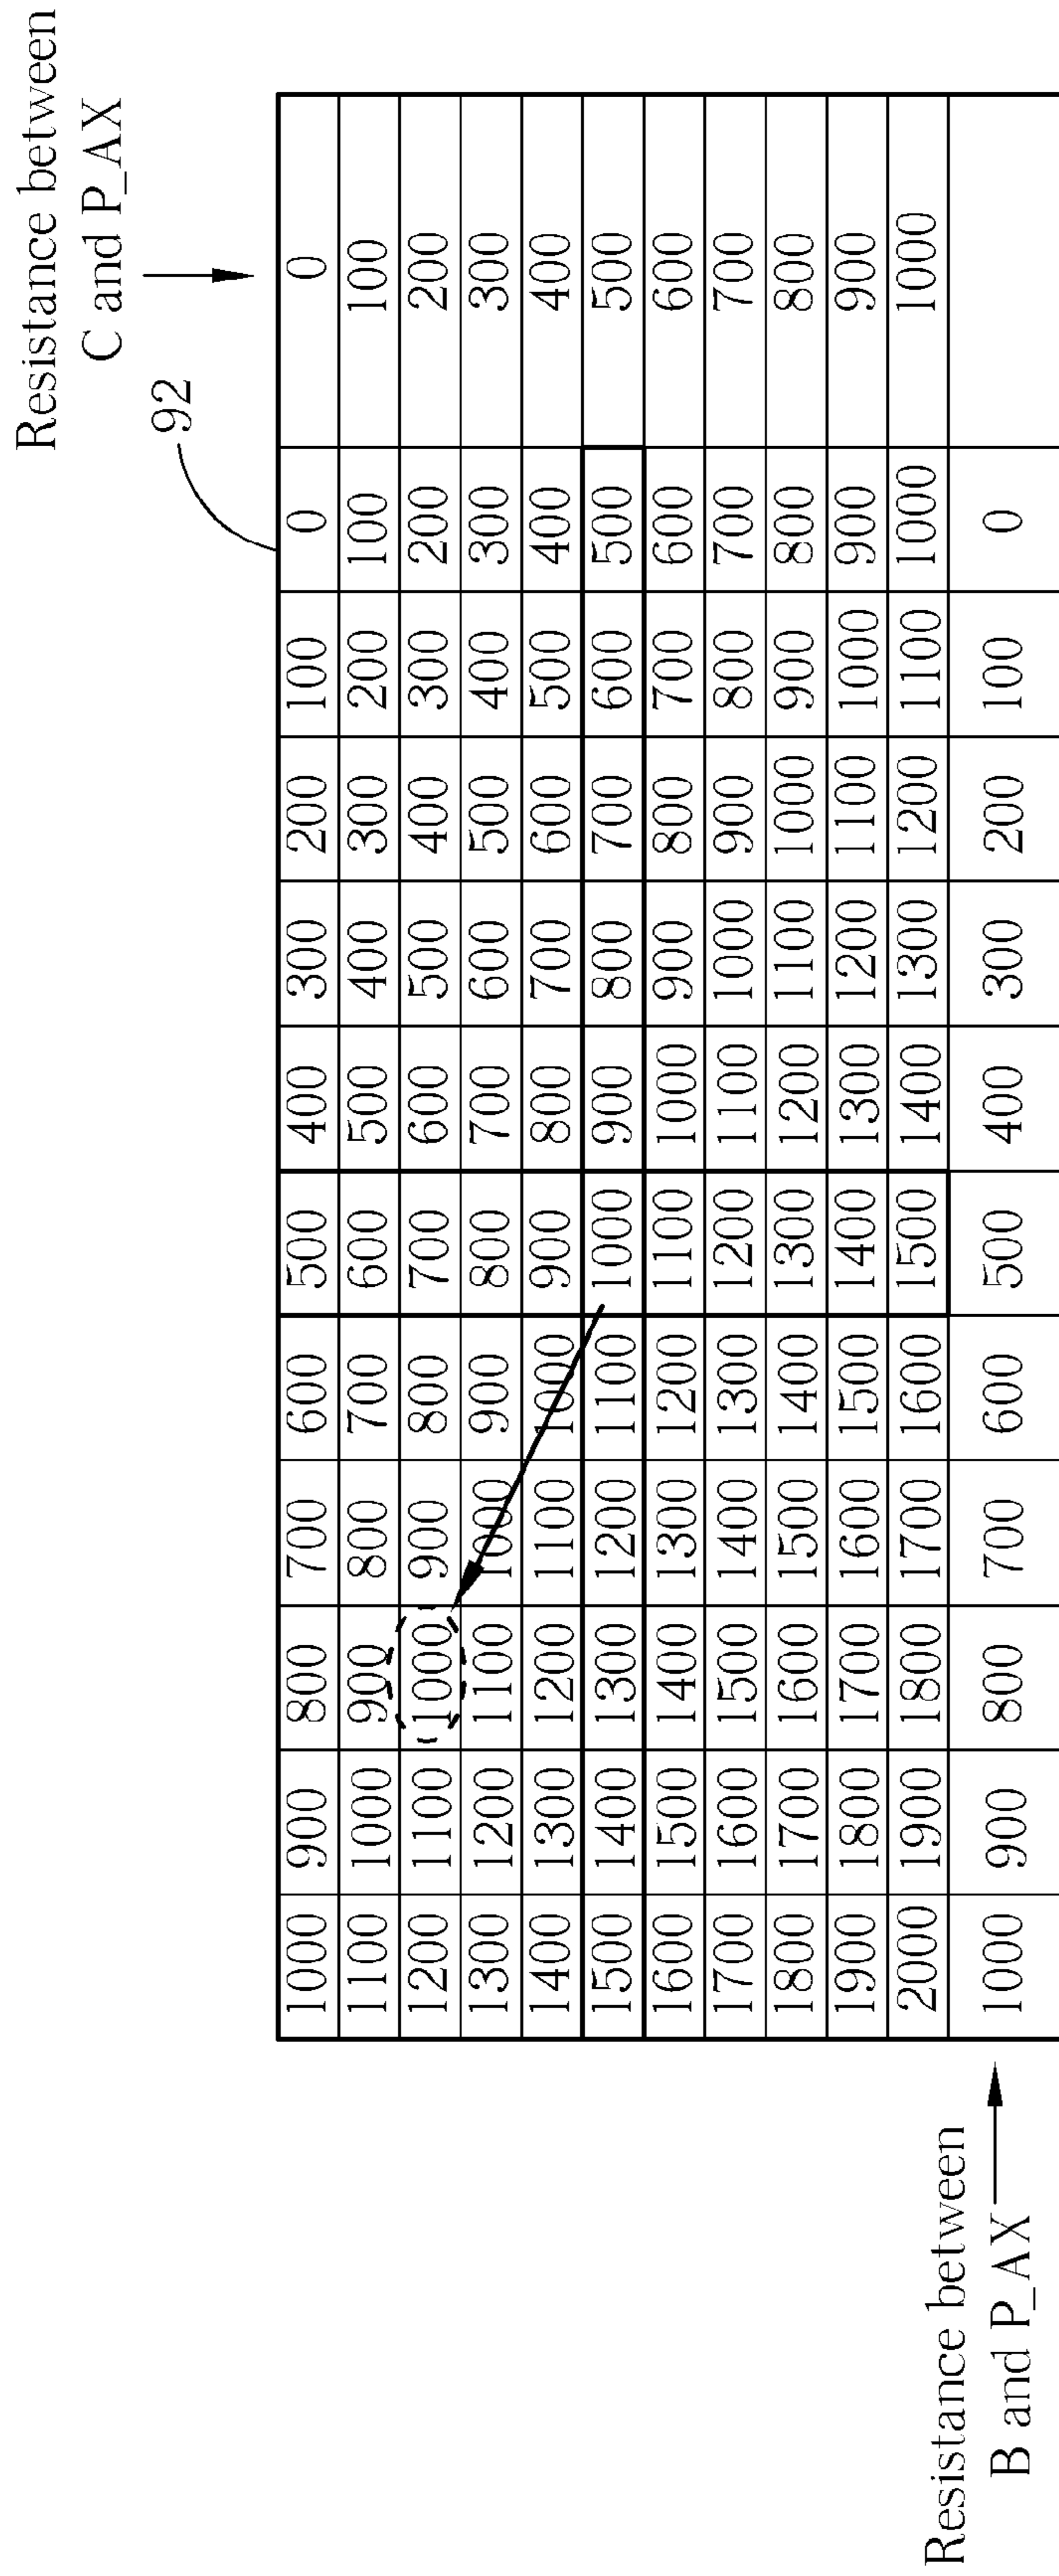 Resistance between
C and P_AX
92
1000 900 800 700 600 500 400 300 200 100 0 0
1100 1000 900 800 700 600 500 400 300 200 100 100
1200 1100 1000 900 800 700 600 500 400 300 200 200
1300 1200 1100 1000 900 800 700 600 500 400 300 300
1400 1300 1200 1100 1000 900 800 700 600 500 400 400
1500 1400 1300 1200 1100 1000 900 800 700 600 500 500
1600 1500 1400 1300 1200 1100 1000 900 800 700 600 600
1700 1600 1500 1400 1300 1200 1100 1000 900 800 700 700
1800 1700 1600 1500 1400 1300 1200 1100 1000 900 800 800
1900 1800 1700 1600 1500 1400 1300 1200 1100 1000 900 900
2000 1900 1800 1700 1600 1500 1400 1300 1200 1100 1000 1000
1000 900 800 700 600 500 400 300 200 100 0
Resistance between
B and P_AX